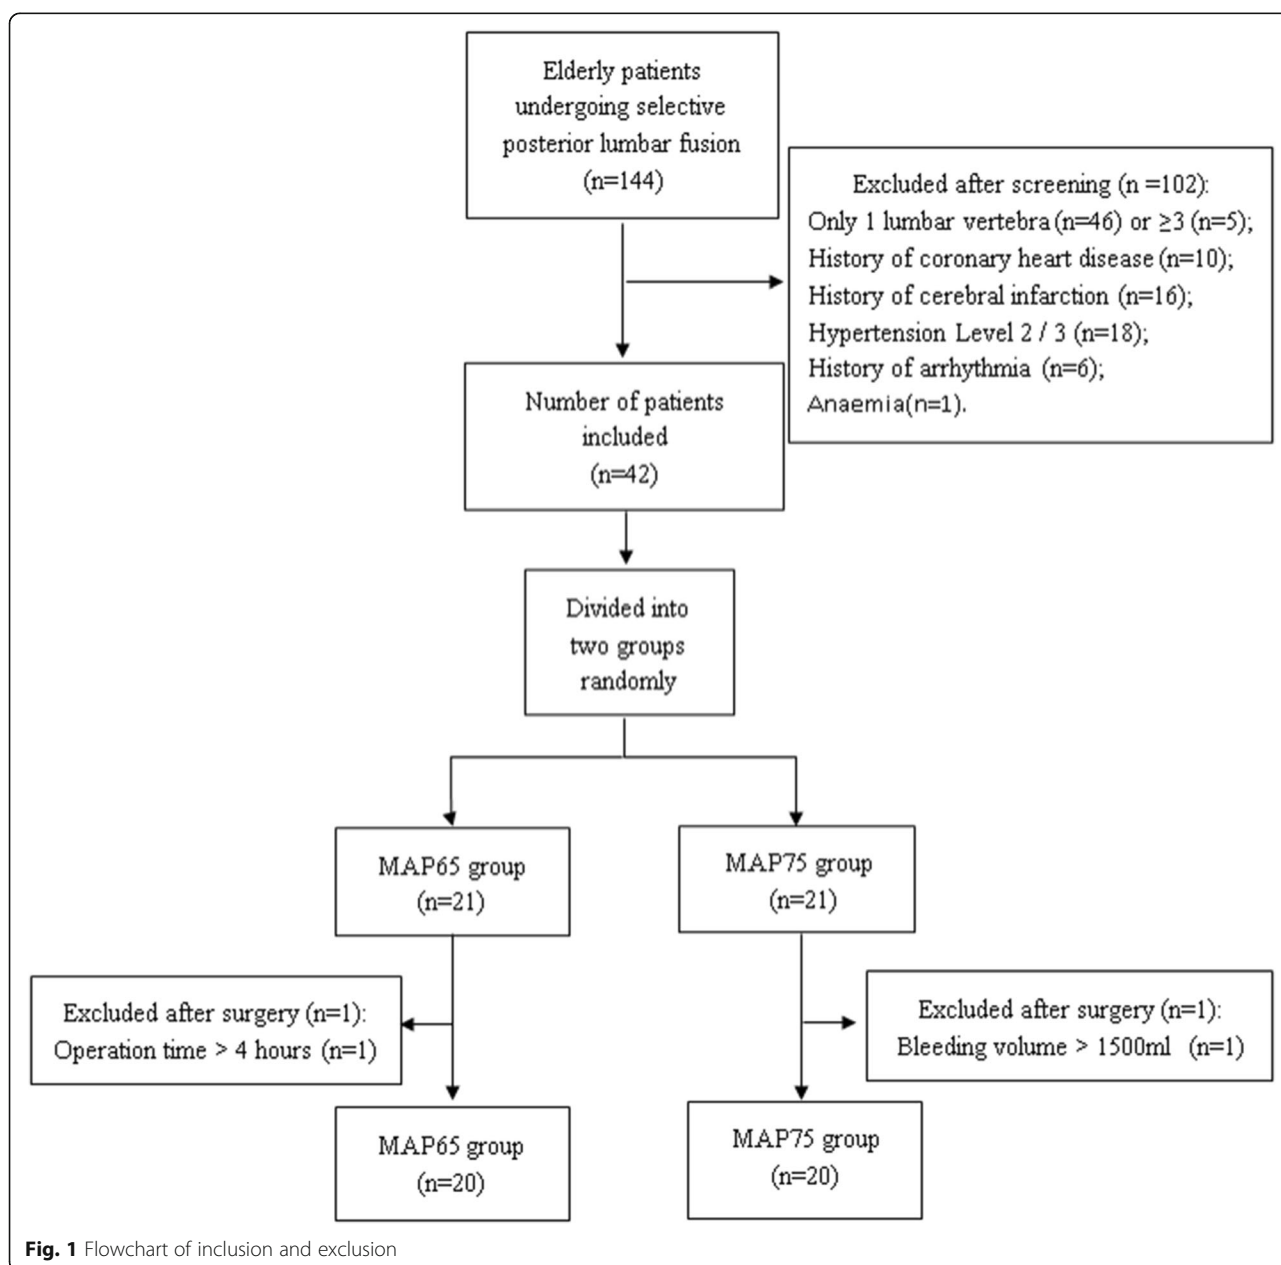 Elderly patients
undergoing selective
posterior lumbar fusion
(n=144)
Excluded after screening (n =102):
Only 1 lumbar vertebra (n=46) or ≥3 (n=5);
History of coronary heart disease (n=10);
History of cerebral infarction (n=16);
Hypertension Level 2 / 3 (n=18);
History of arrhythmia (n=6);
Anaemia(n=1).
Number of patients
included
(n=42)
Divided into
two groups
randomly
MAP65 group
(n=21)
MAP75 group
(n=21)
Excluded after surgery (n=1):
Operation time > 4 hours (n=1)
Excluded after surgery (n=1):
Bleeding volume > 1500ml (n=1)
MAP65 group
(n=20)
MAP75 group
(n=20)
Fig. 1 Flowchart of inclusion and exclusion